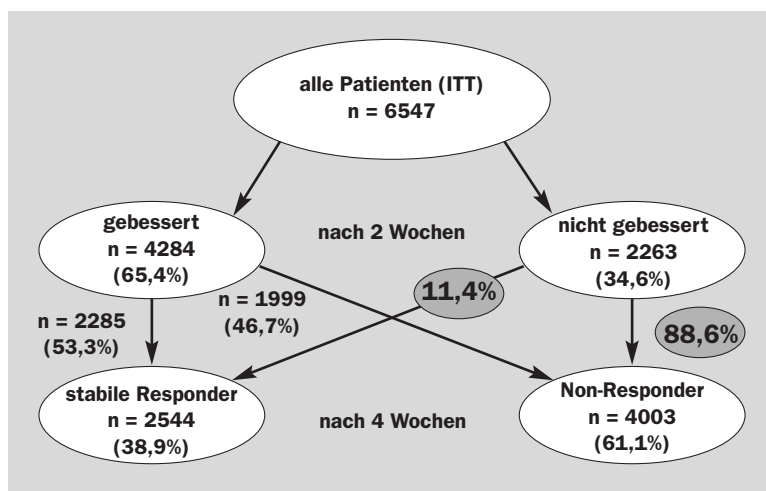 alle Patienten (ITT)
n = 6547
gebessert
n = 4284
(65,4%)
nach 2 Wochen
nicht gebessert
n = 2263
(34,6%)
n = 2285
(53,3%)
n = 1999
(46,7%)
11,4%
88,6%
stabile Responder
n = 2544
(38,9%)
nach 4 Wochen
Non-Responder
n = 4003
(61,1%)